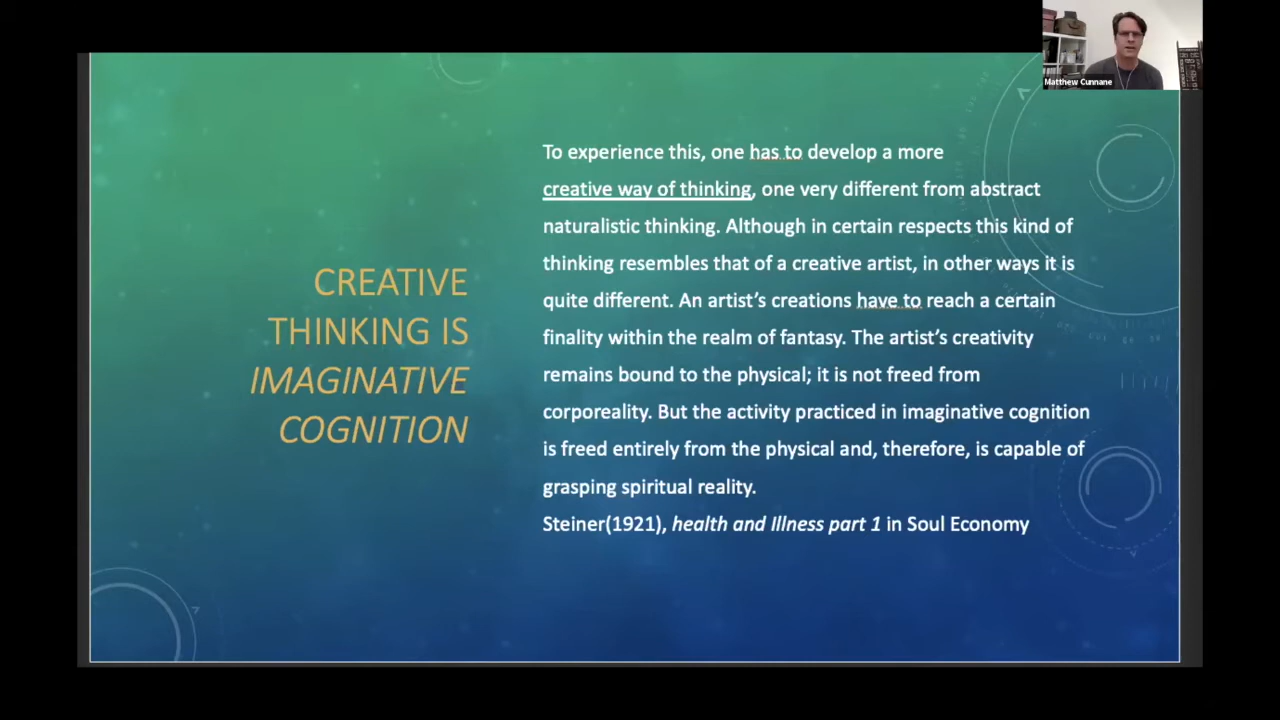 Matthew Cunnane
CREATIVE
THINKING IS
IMAGINATIVE
COGNITION
To experience this, one has to develop a more
creative way of thinking, one very different from abstract
naturalistic thinking. Although in certain respects this kind of
thinking resembles that of a creative artist, in other ways it is
quite different. An artist’s creations have to reach a certain
finality within the realm of fantasy. The artist’s creativity
remains bound to the physical; it is not freed from
corporeality. But the activity practiced in imaginative cognition
is freed entirely from the physical and, therefore, is capable of
grasping spiritual reality.
Steiner(1921), health and Illness part 1 in Soul Economy